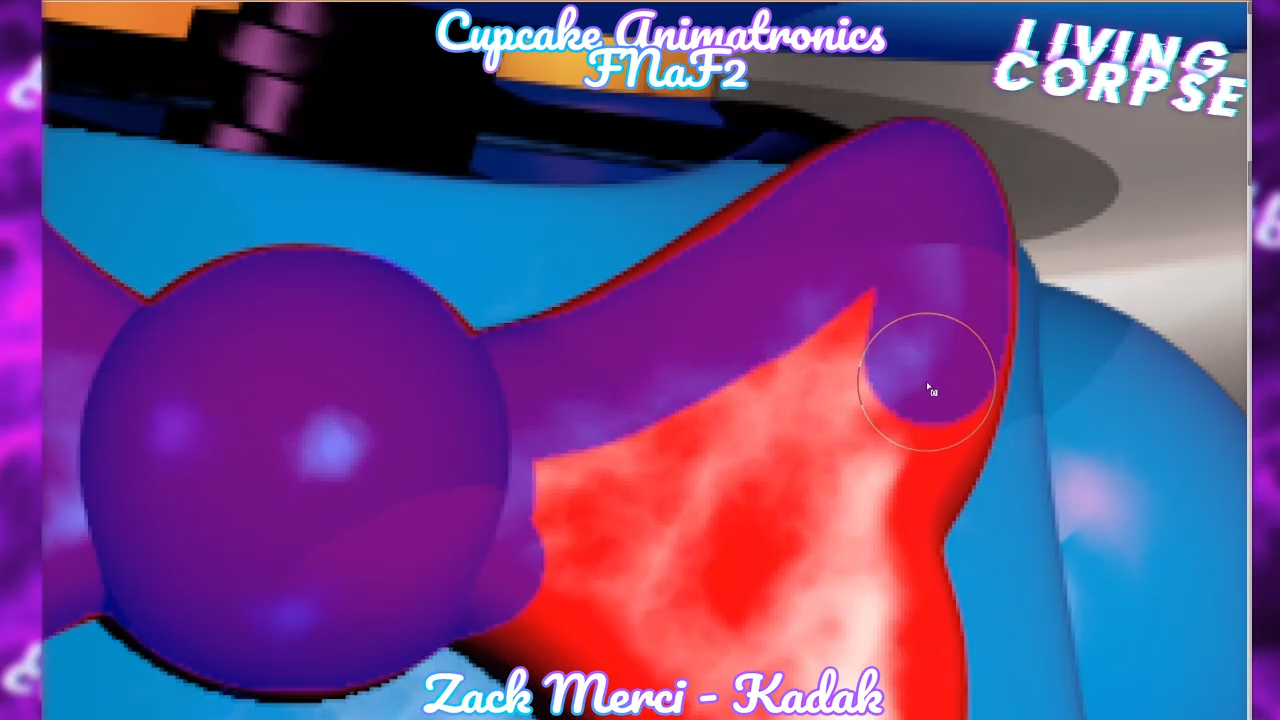 Cupcake Animatronics
FNaF2
LIVING
CORPSE
Zack Merci - Kadak